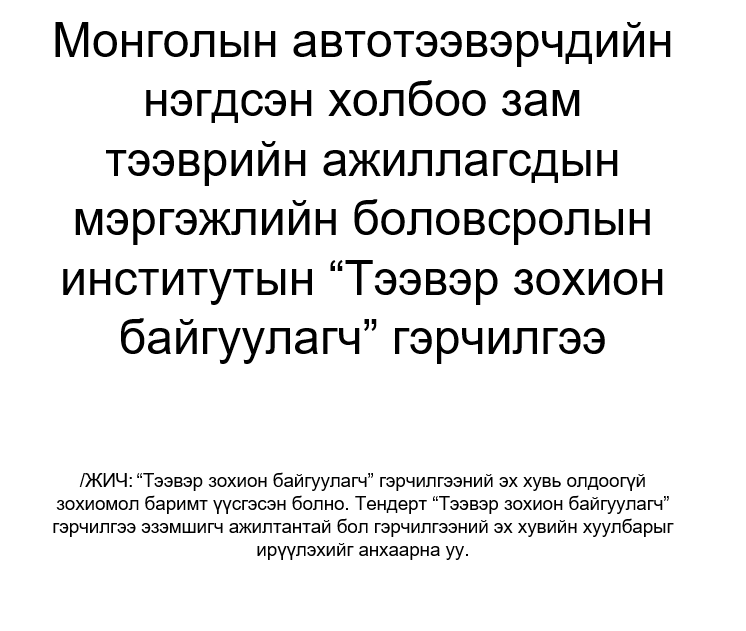 Монголын автотээвэрчдийн
нэгдсэн холбоо зам
тээврийн ажиллагсдын
мэргэжлийн боловсролын
институтын “Тээвэр зохион
байгуулагч” гэрчилгээ
/ЖИЧ: “Тээвэр зохион байгуулагч” гэрчилгээний эх хувь олдоогүй
зохиомол баримт үүсгэсэн болно. Тендерт “Тээвэр зохион байгуулагч”
гэрчилгээ эзэмшигч ажилтантай бол гэрчилгээний эх хувийн хуулбарыг
ирүүлэхийг анхаарна уу.